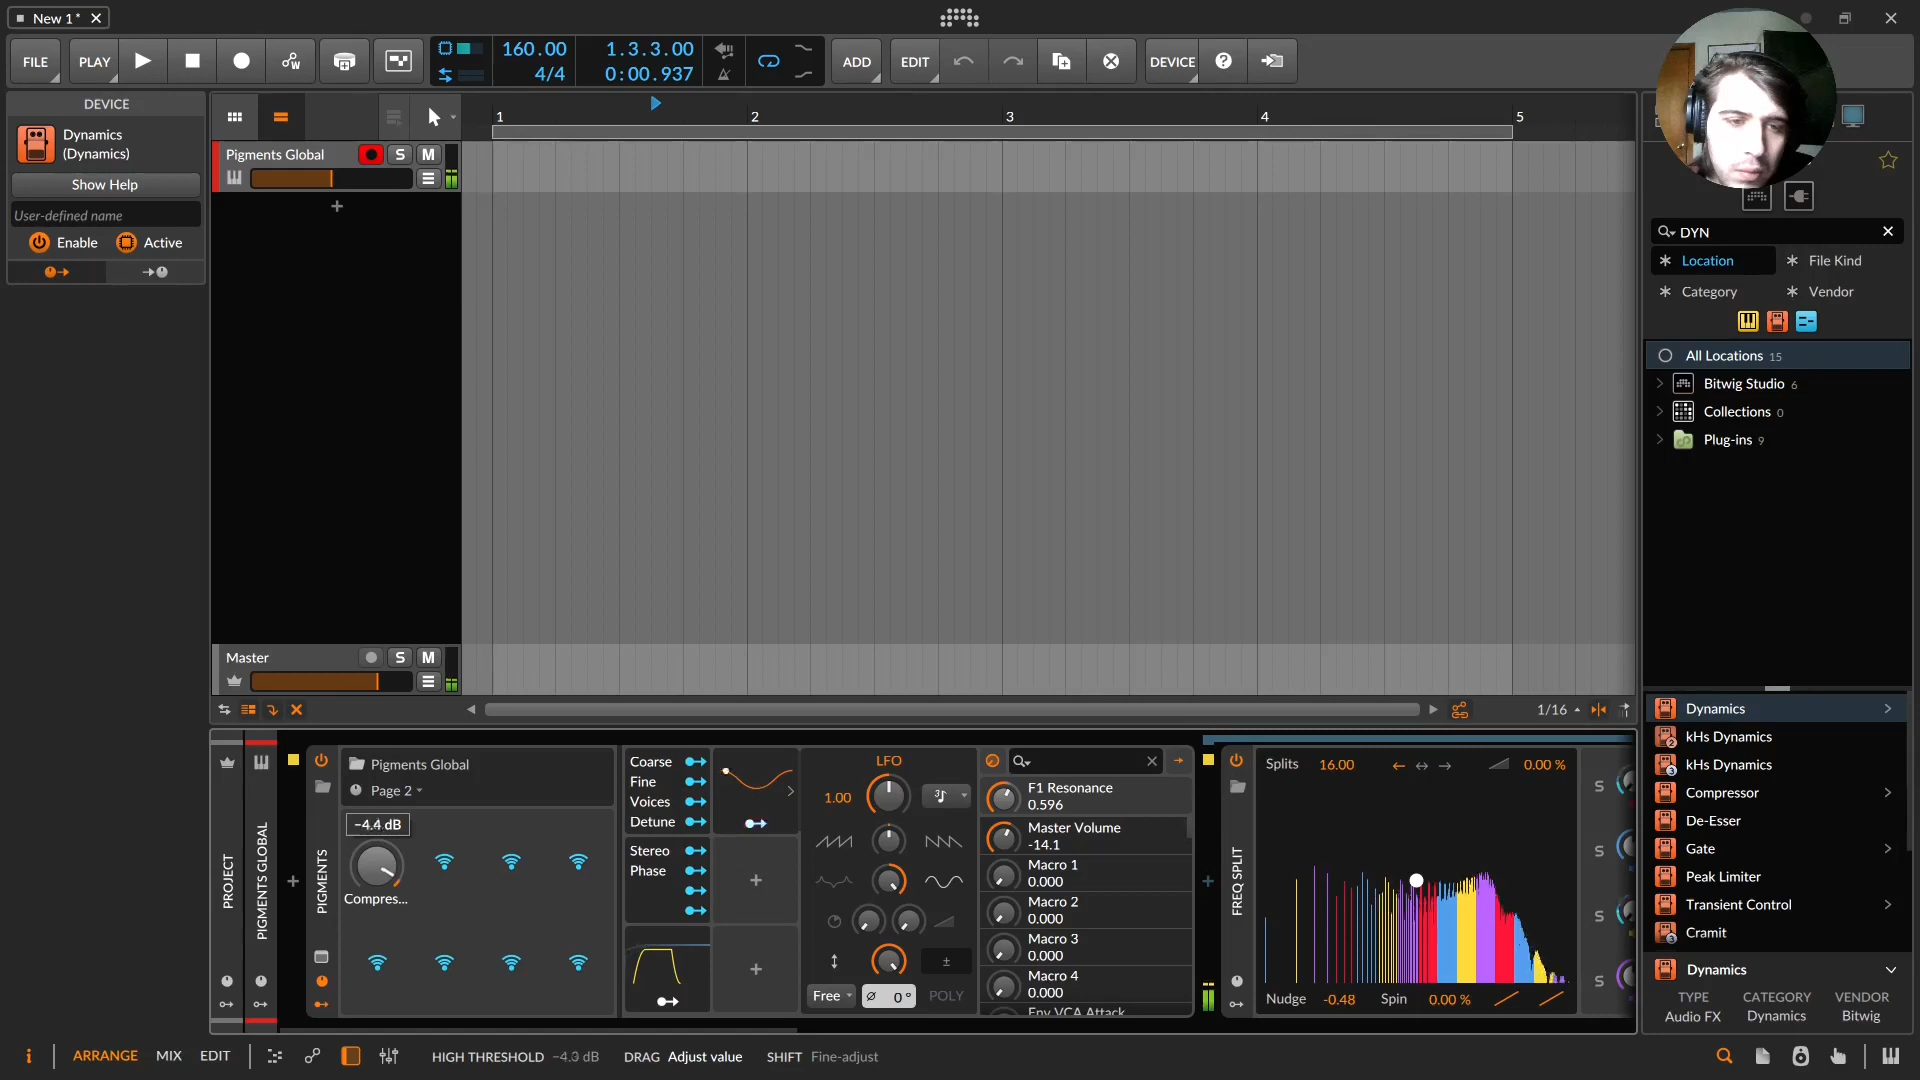 New 1*
FILE
PLAY
160.00
4/4
1.3.3.00
0:00.937
ADD
EDIT
DEVICE
DEVICE
Dynamics
(Dynamics)
Show Help
User-defined name
Enable
Active
1
2
3
4
5
Pigments Global
S
M
DYN
Location
File Kind
Category
Vendor
All Locations 15
Bitwig Studio 6
Collections 0
Plug-ins 9
Master
S
M
1/16
Dynamics
kHs Dynamics
kHs Dynamics
Compressor
De-Esser
Gate
Peak Limiter
Transient Control
Cramit
Dynamics
TYPE
CATEGORY
VENDOR
Audio FX
Dynamics
Bitwig
PROJECT
PIGMENTS GLOBAL
PIGMENTS
Pigments Global
Page 2
−4.4 dB
Compres...
Coarse
Fine
Voices
Detune
Stereo
Phase
LFO
1.00
Free
0°
±
POLY
F1 Resonance
0.596
Master Volume
-14.1
Macro 1
0.000
Macro 2
0.000
Macro 3
0.000
Macro 4
0.000
Env VCA Attack
FREQ SPLIT
Splits
16.00
0.00 %
Nudge
-0.48
Spin
0.00 %
S
S
S
S
ARRANGE
MIX
EDIT
HIGH THRESHOLD
DRAG
Adjust value
SHIFT
Fine-adjust